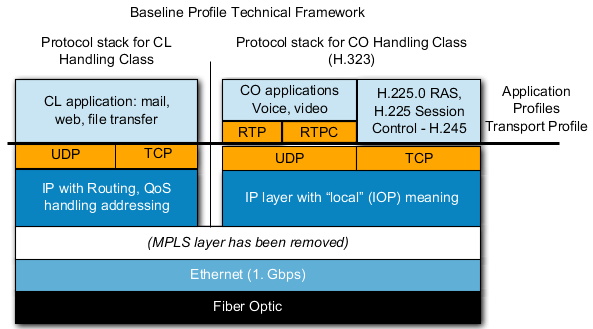 Baseline Profile Technical Framework
Protocol stack for CL
Handling Class
Protocol stack for CO Handling Class
(H.323)
CL application: mail,
web, file transfer
CO applications
Voice, video
H.225.0 RAS,
H.225 Session
Control - H.245
RTP
RTPC
Application
Profiles
Transport Profile
UDP
TCP
UDP
TCP
IP with Routing, QoS
handling addressing
IP layer with “local” (IOP) meaning
(MPLS layer has been removed)
Ethernet (1. Gbps)
Fiber Optic